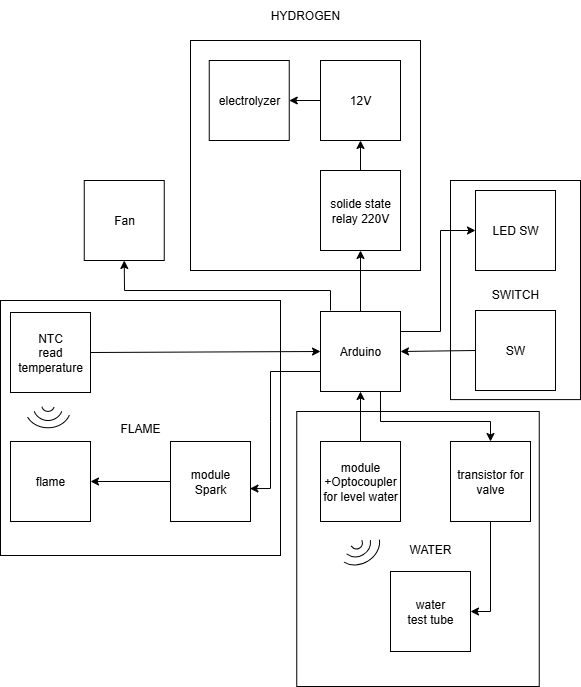 HYDROGEN
electrolyzer
12V
solide state
relay 220V
Fan
LED SW
SWITCH
SW
NTC
read
temperature
Arduino
FLAME
flame
module
Spark
module
+Optocoupler
for level water
transistor for
valve
WATER
water
test tube